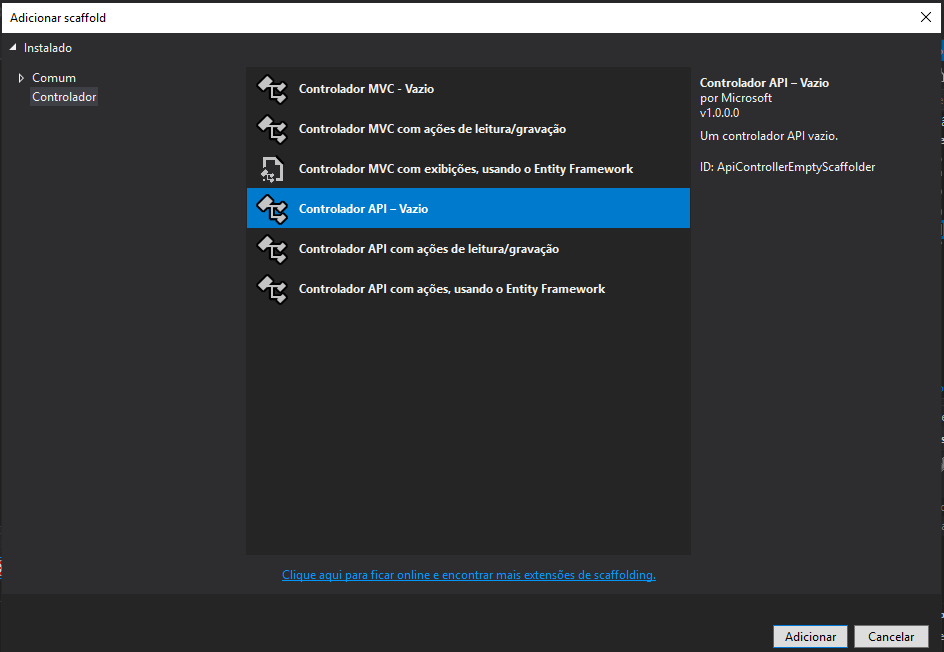 Adicionar scaffold
Instalado
Comum
Controlador
Controlador MVC - Vazio
Controlador MVC com ações de leitura/gravação
Controlador MVC com exibições, usando o Entity Framework
Controlador API – Vazio
Controlador API com ações de leitura/gravação
Controlador API com ações, usando o Entity Framework
Controlador API – Vazio
por Microsoft
v1.0.0.0
Um controlador API vazio.
ID: ApiControllerEmptyScaffolder
Clique aqui para ficar online e encontrar mais extensões de scaffolding.
Adicionar
Cancelar